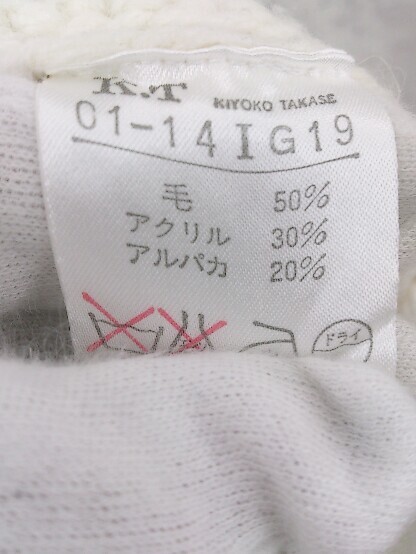 K.T
KIYOKO TAKASE
01-14IG19
毛 50%
アクリル 30%
アルパカ 20%
ドライ